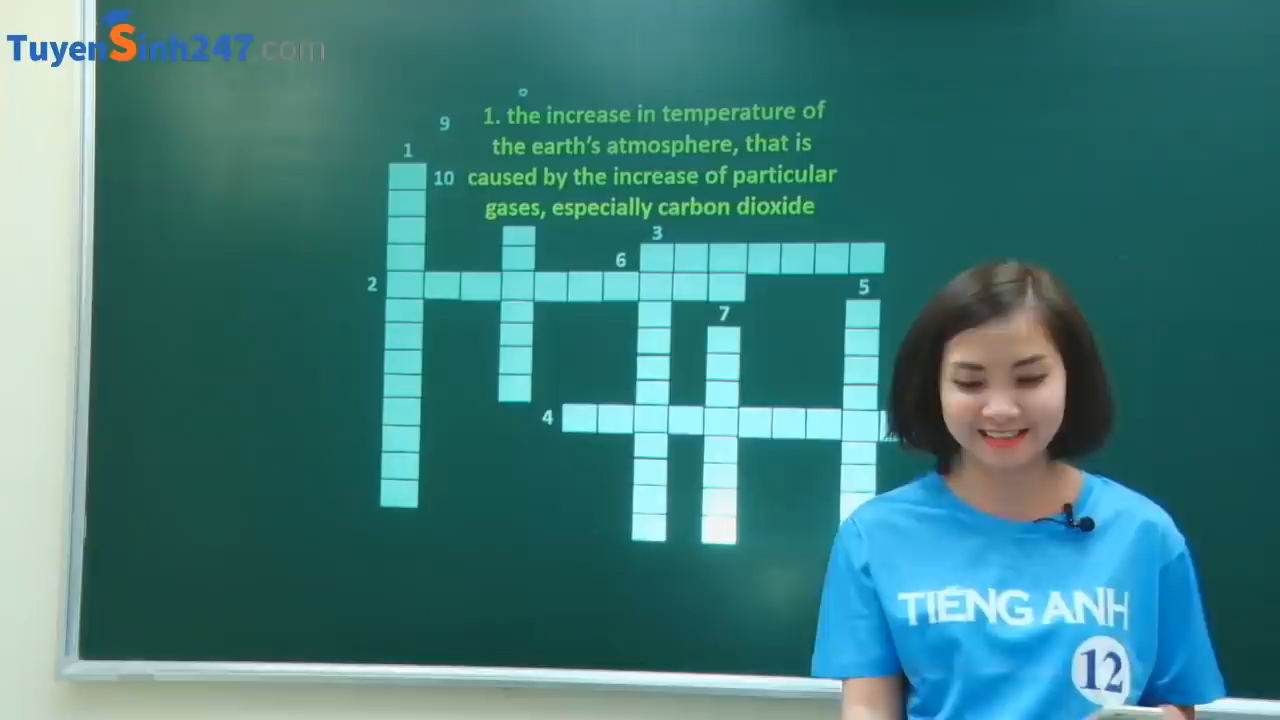 TuyenSinh247.com
1. the increase in temperature of
the earth's atmosphere, that is
caused by the increase of particular
gases, especially carbon dioxide
9
1
10
3
6
2
5
7
4
TIẾNG ANH
12